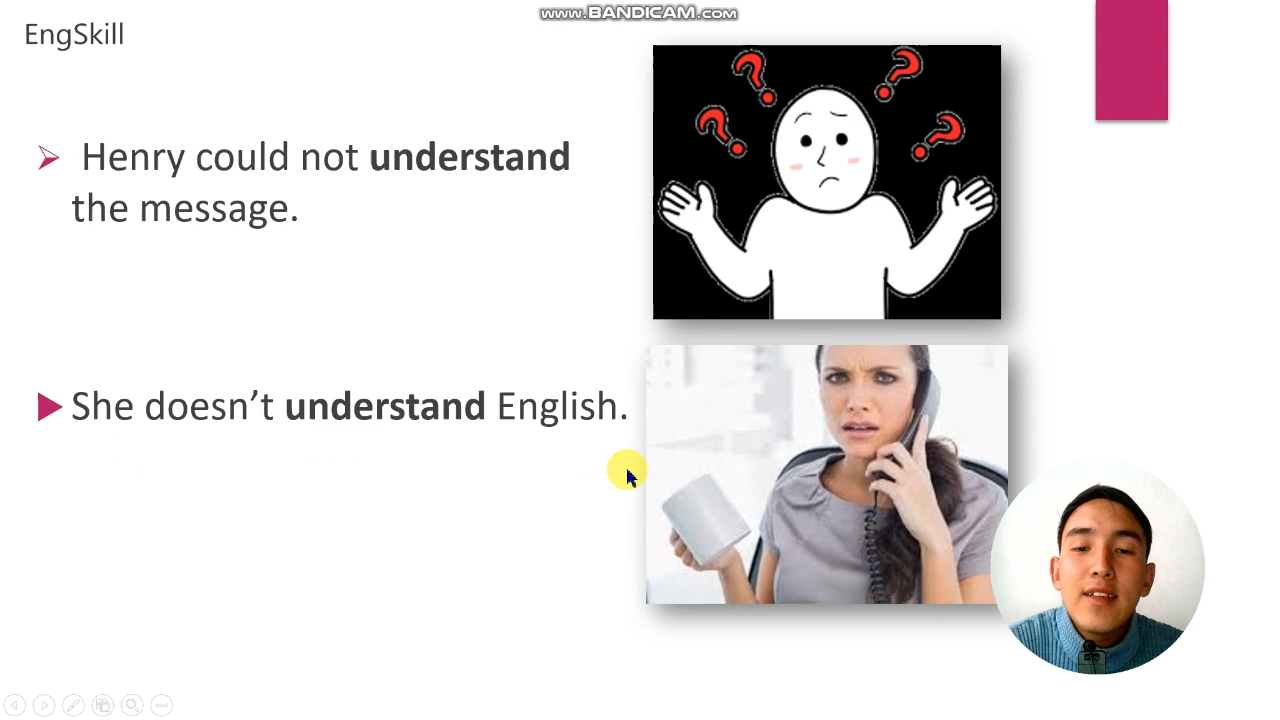 www.BANDICAM.com
EngSkill
Henry could not understand
the message.
She doesn’t understand English.